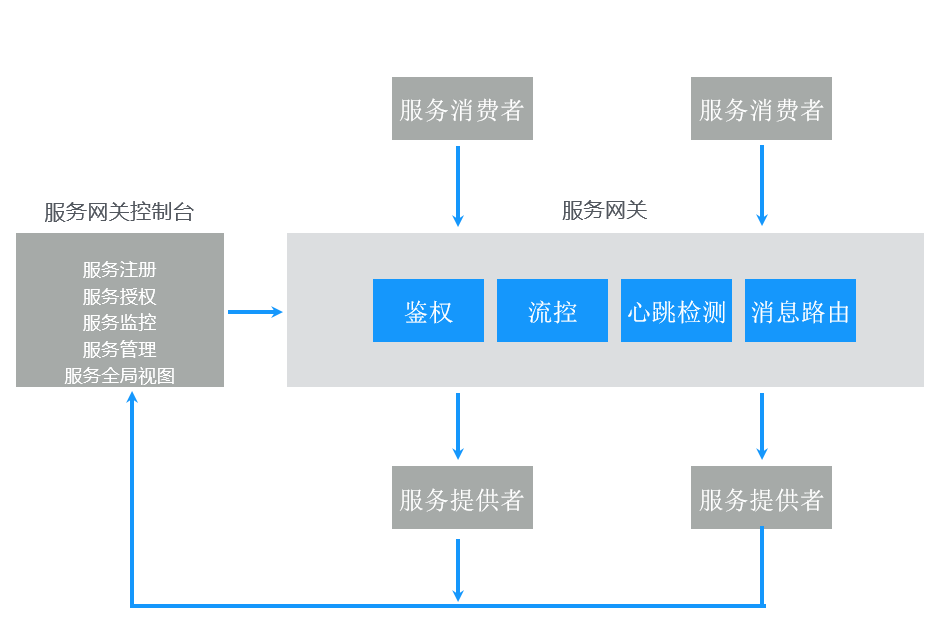 服务消费者
服务消费者
服务网关控制台
服务网关
服务注册
服务授权
服务监控
服务管理
服务全局视图
鉴权
流控
心跳检测
消息路由
服务提供者
服务提供者